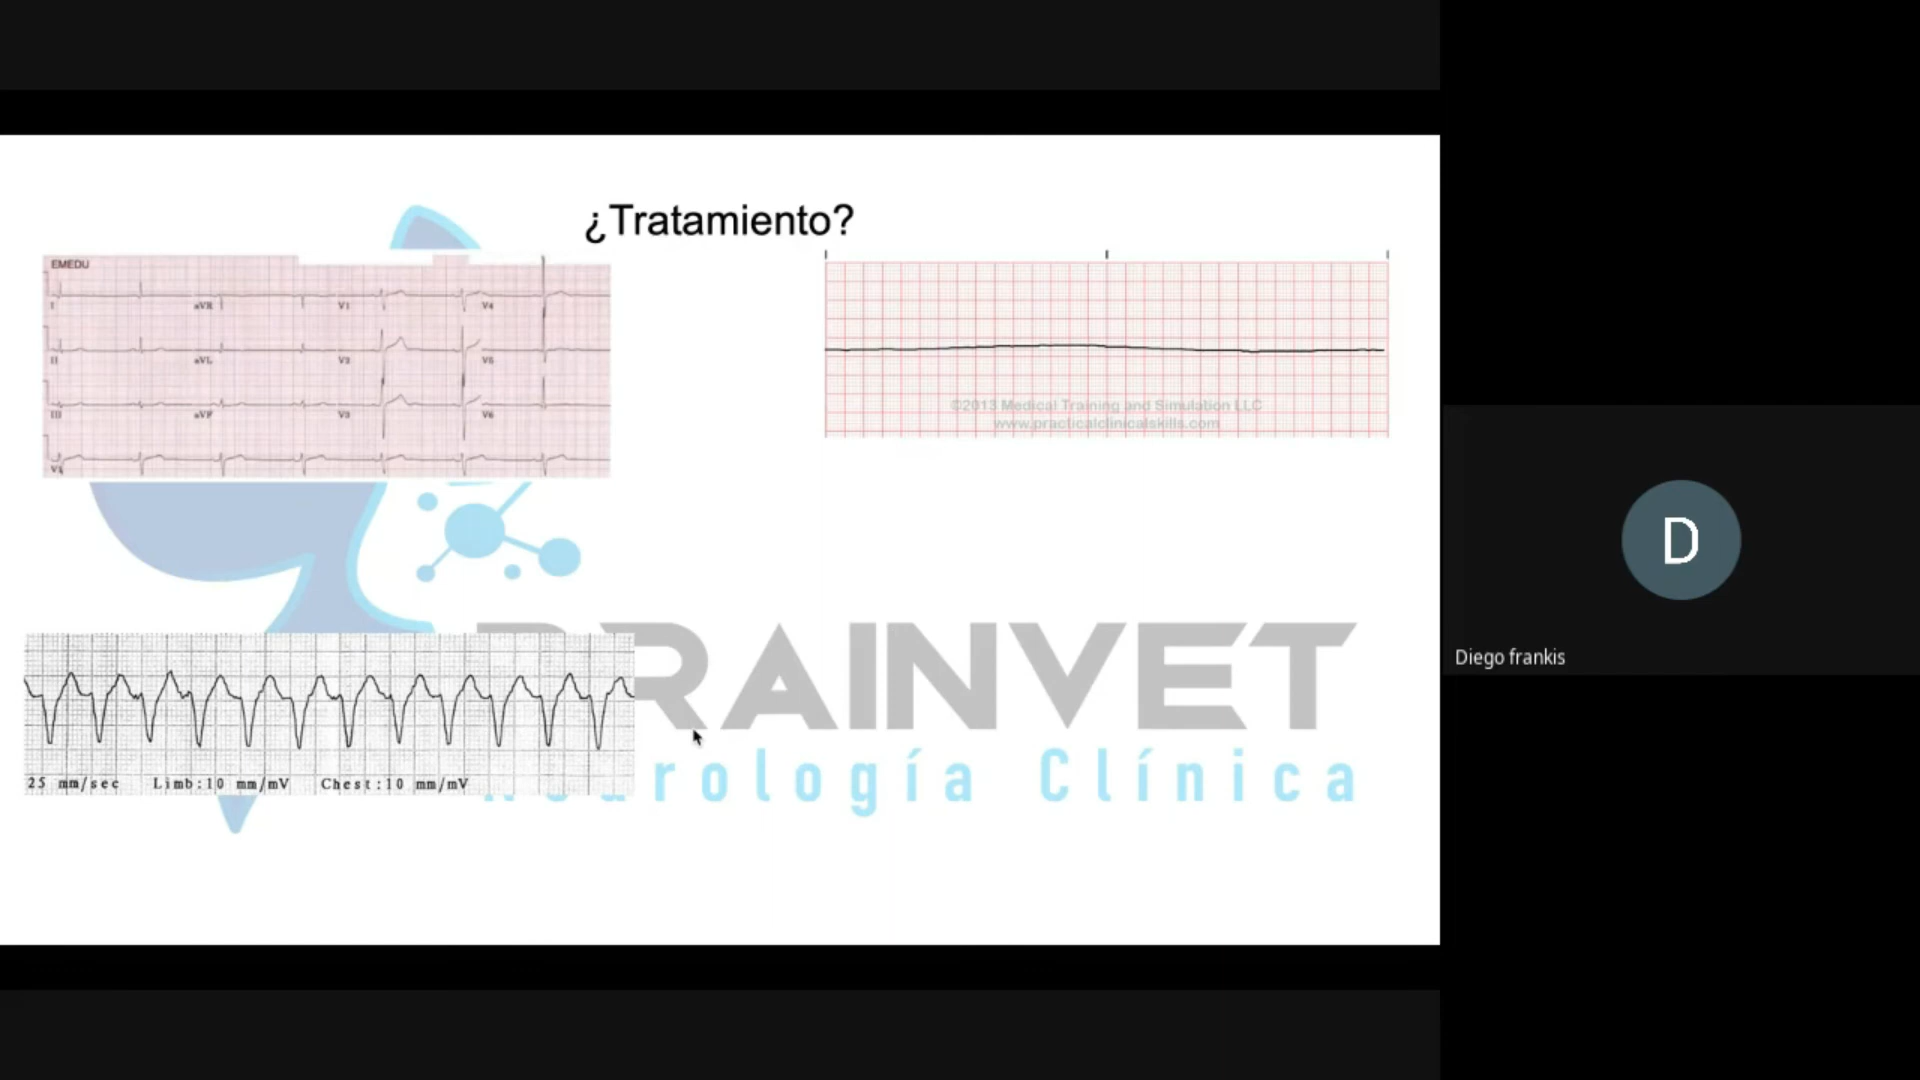 ¿Tratamiento?
EMEDU
I aVR V1 V4
II aVL V2 V5
III aVF V3 V6
V1
©2013 Medical Training and Simulation LLC
www.practicalclinicalskills.com
D
Diego frankis
RAINVET
rología Clínica
25 mm/sec Limb:10 mm/mV Chest:10 mm/mV